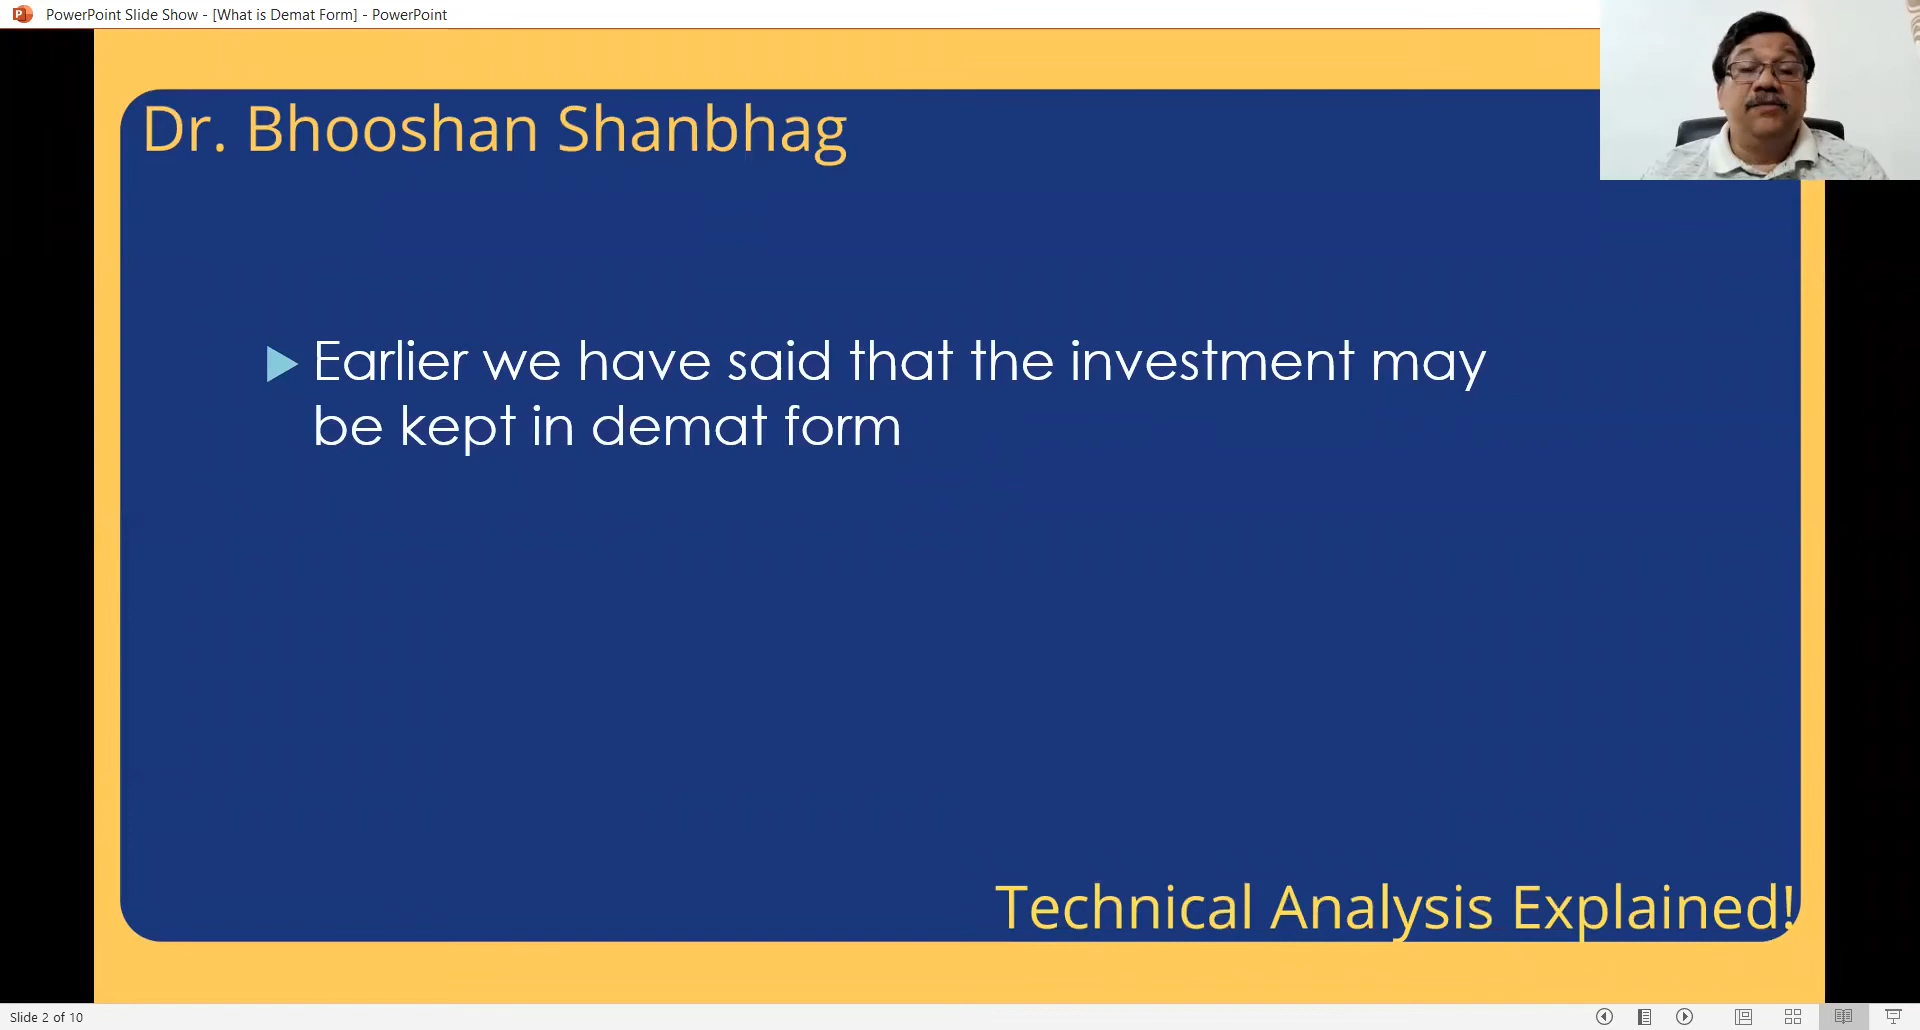 PowerPoint Slide Show - [What is Demat Form] - PowerPoint
Dr. Bhooshan Shanbhag
Earlier we have said that the investment may
be kept in demat form
Technical Analysis Explained!
Slide 2 of 10